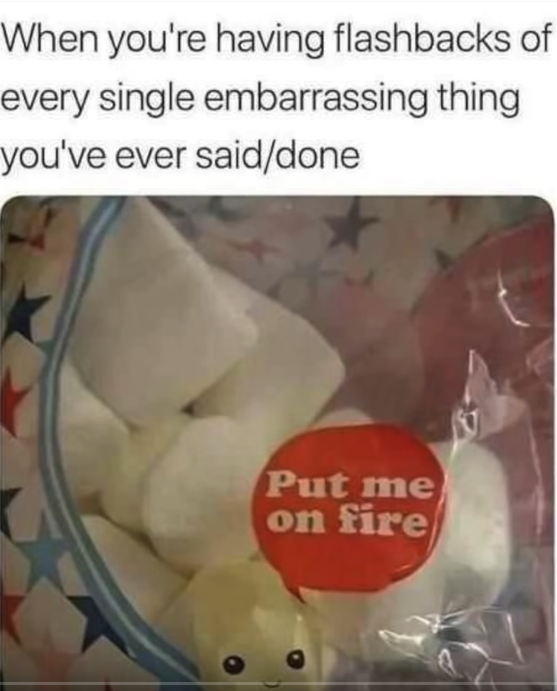 When you're having flashbacks of
every single embarrassing thing
you've ever said/done
Put me
on fire